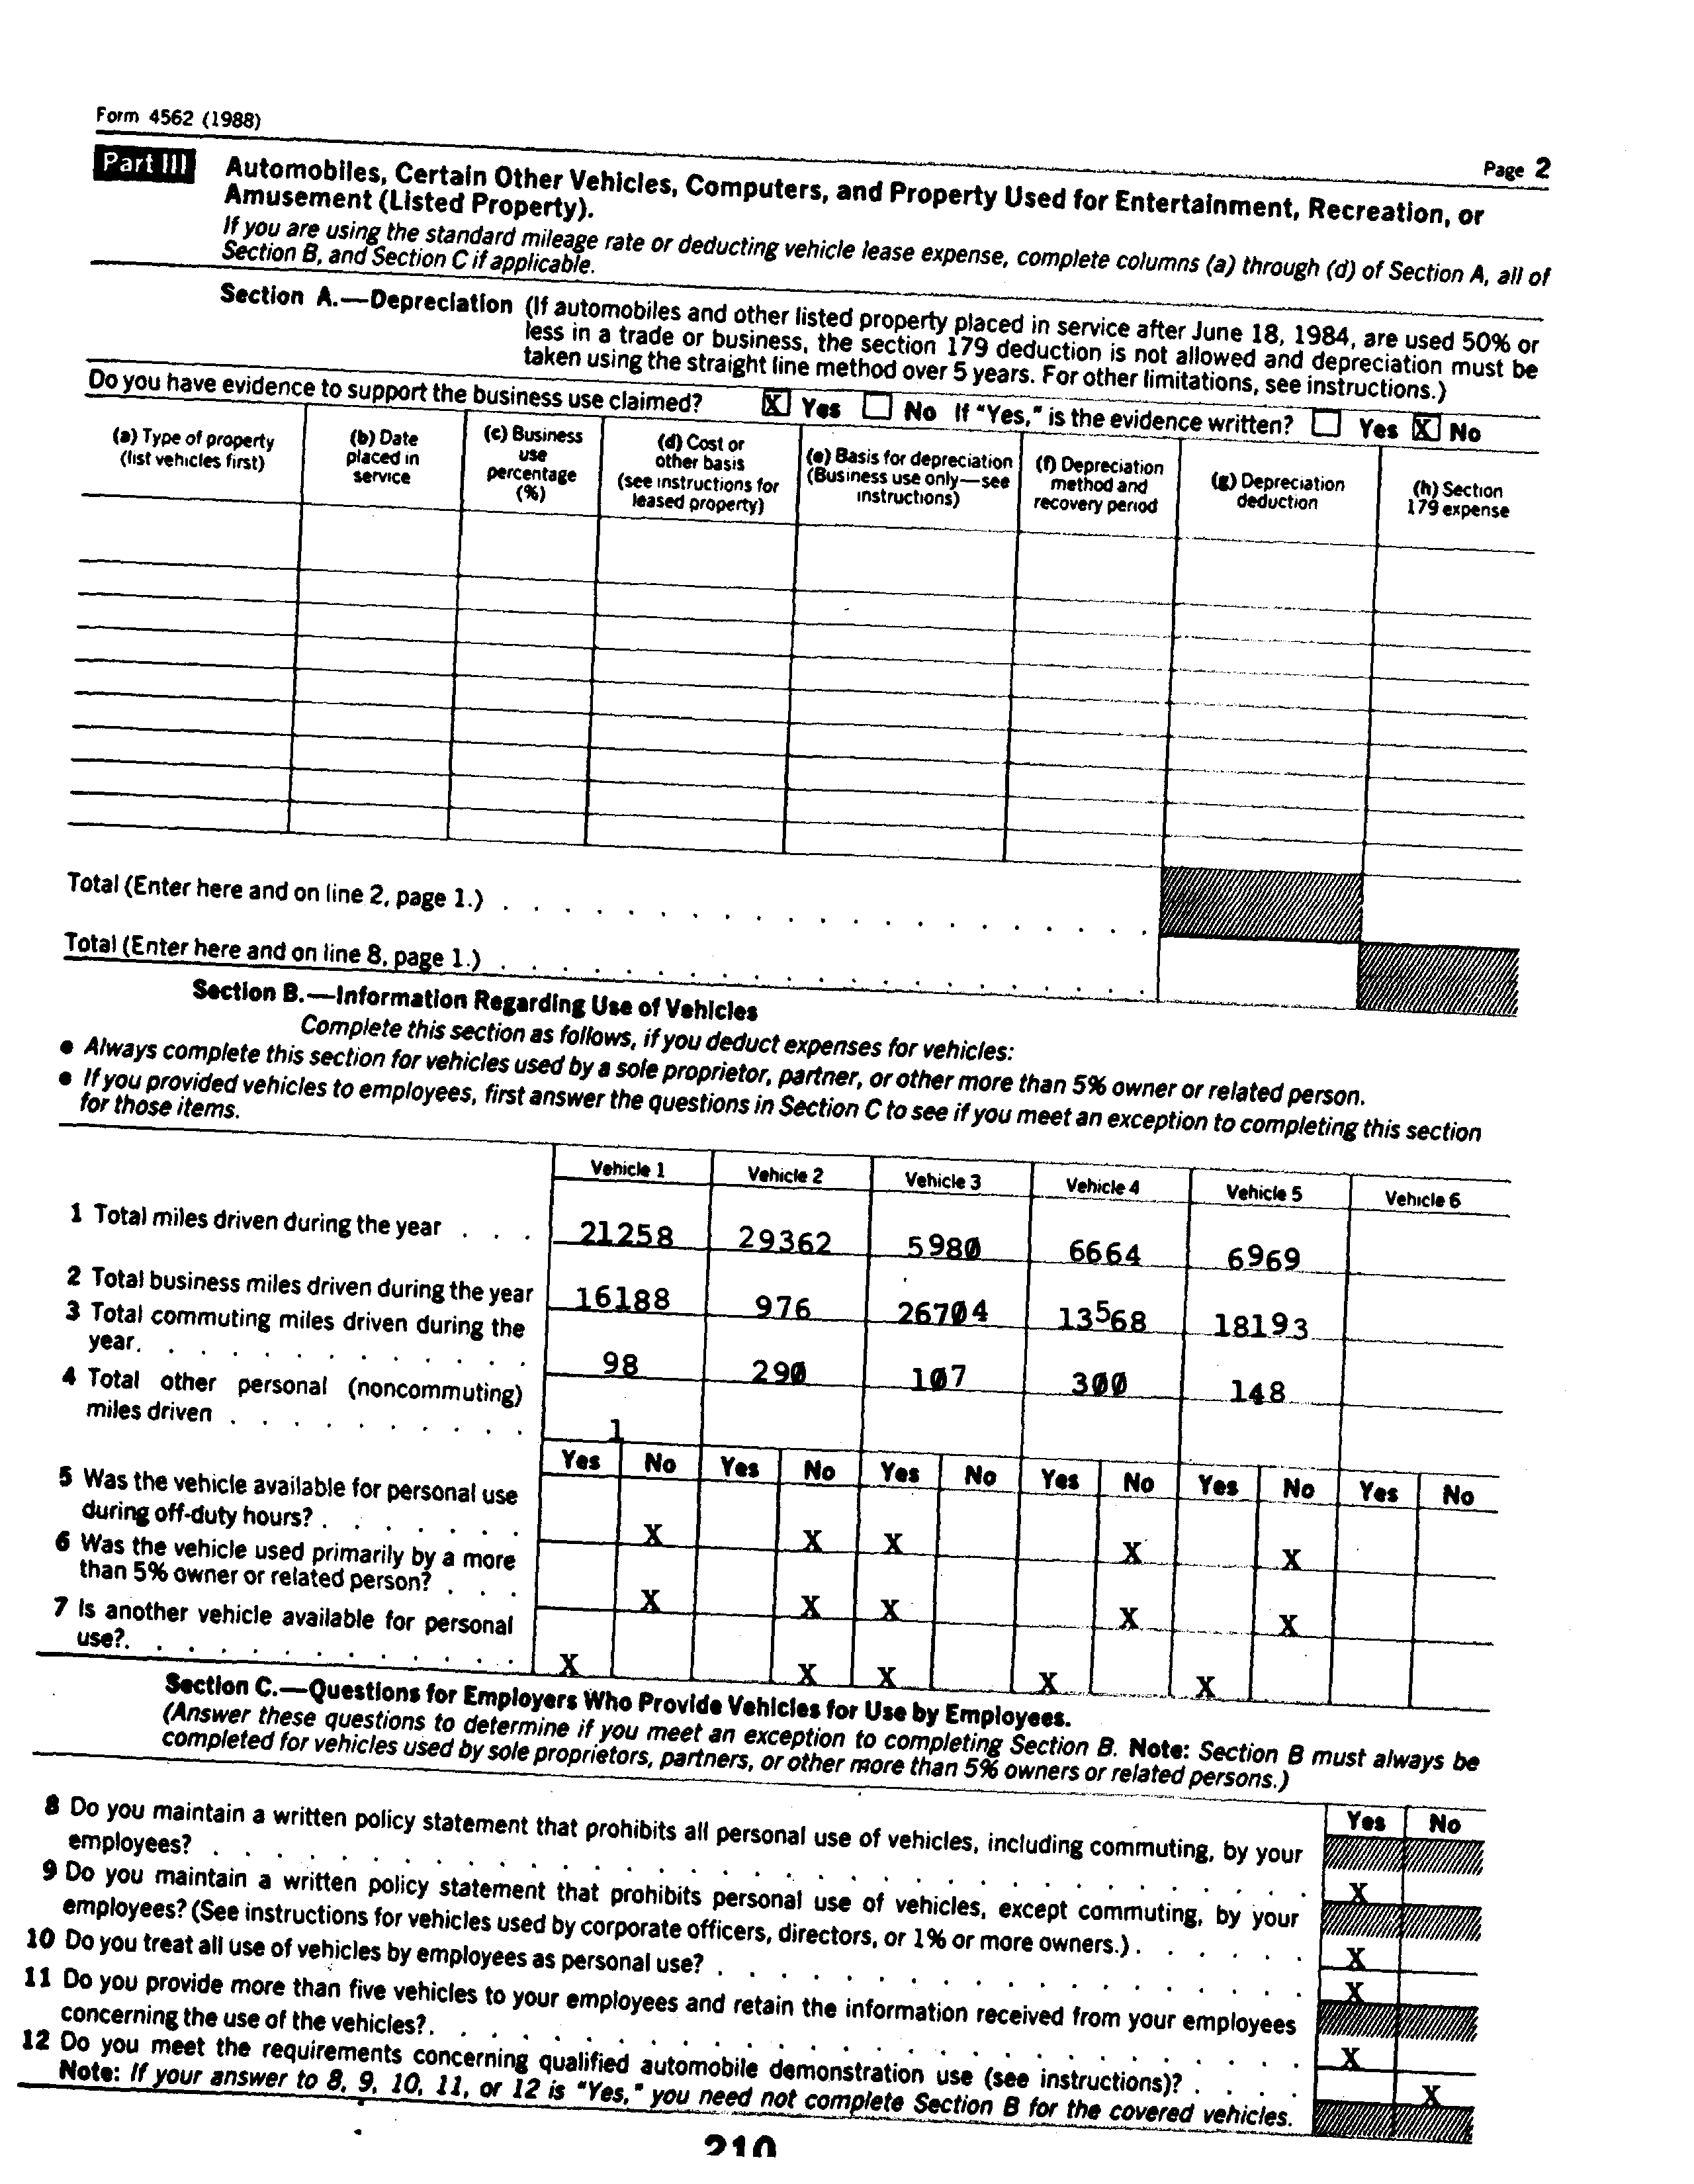 Form 4562 (1988)
Page 2
Part III Automobiles, Certain Other Vehicles, Computers, and Property Used for Entertainment, Recreation, or
Amusement (Listed Property).
If you are using the standard mileage rate or deducting vehicle lease expense, complete columns (a) through (d) of Section A, all of
Section B, and Section C if applicable.
Section A.—Depreciation (If automobiles and other listed property placed in service after June 18, 1984, are used 50% or
less in a trade or business, the section 179 deduction is not allowed and depreciation must be
taken using the straight line method over 5 years. For other limitations, see instructions.)
Do you have evidence to support the business use claimed? X Yes No If "Yes," is the evidence written? Yes X No
(a) Type of property
(list vehicles first)
(b) Date
placed in
service
(c) Business
use
percentage
(%)
(d) Cost or
other basis
(see instructions for
leased property)
(e) Basis for depreciation
(Business use only—see
instructions)
(f) Depreciation
method and
recovery period
(g) Depreciation
deduction
(h) Section
179 expense
Total (Enter here and on line 2, page 1.) . . . . . . . . . . . . . . . . . . . . .
Total (Enter here and on line 8, page 1.) . . . . . . . . . . . . . . . . . . . . .
Section B.—Information Regarding Use of Vehicles
Complete this section as follows, if you deduct expenses for vehicles:
● Always complete this section for vehicles used by a sole proprietor, partner, or other more than 5% owner or related person.
● If you provided vehicles to employees, first answer the questions in Section C to see if you meet an exception to completing this section
for those items.
Vehicle 1 Vehicle 2 Vehicle 3 Vehicle 4 Vehicle 5 Vehicle 6
1 Total miles driven during the year . . . 21258 29362 5980 6664 6969
2 Total business miles driven during the year 16188 976 26704 13568 18193
3 Total commuting miles driven during the
year. . . . . . . . . . . . . 98 290 107 300 148
4 Total other personal (noncommuting)
miles driven . . . . . . . . . . 1
Yes No Yes No Yes No Yes No Yes No Yes No
5 Was the vehicle available for personal use
during off-duty hours? . . . . . . . X X X X X
6 Was the vehicle used primarily by a more
than 5% owner or related person? . . . X X X X X
7 Is another vehicle available for personal
use?. . . . . . . . . . . . . X X X X X
Section C.—Questions for Employers Who Provide Vehicles for Use by Employees.
(Answer these questions to determine if you meet an exception to completing Section B. Note: Section B must always be
completed for vehicles used by sole proprietors, partners, or other more than 5% owners or related persons.)
Yes No
8 Do you maintain a written policy statement that prohibits all personal use of vehicles, including commuting, by your
employees? . . . . . . . . . . . . . . . . . . . . . . . . . . . . . . . . . . X
9 Do you maintain a written policy statement that prohibits personal use of vehicles, except commuting, by your
employees? (See instructions for vehicles used by corporate officers, directors, or 1% or more owners.) . . . . . . X
10 Do you treat all use of vehicles by employees as personal use? . . . . . . . . . . . . . . . . . . . X
11 Do you provide more than five vehicles to your employees and retain the information received from your employees
concerning the use of the vehicles?. . . . . . . . . . . . . . . . . . . . . . . . . . . . X
12 Do you meet the requirements concerning qualified automobile demonstration use (see instructions)? . . . . X
Note: If your answer to 8, 9, 10, 11, or 12 is "Yes," you need not complete Section B for the covered vehicles.
210